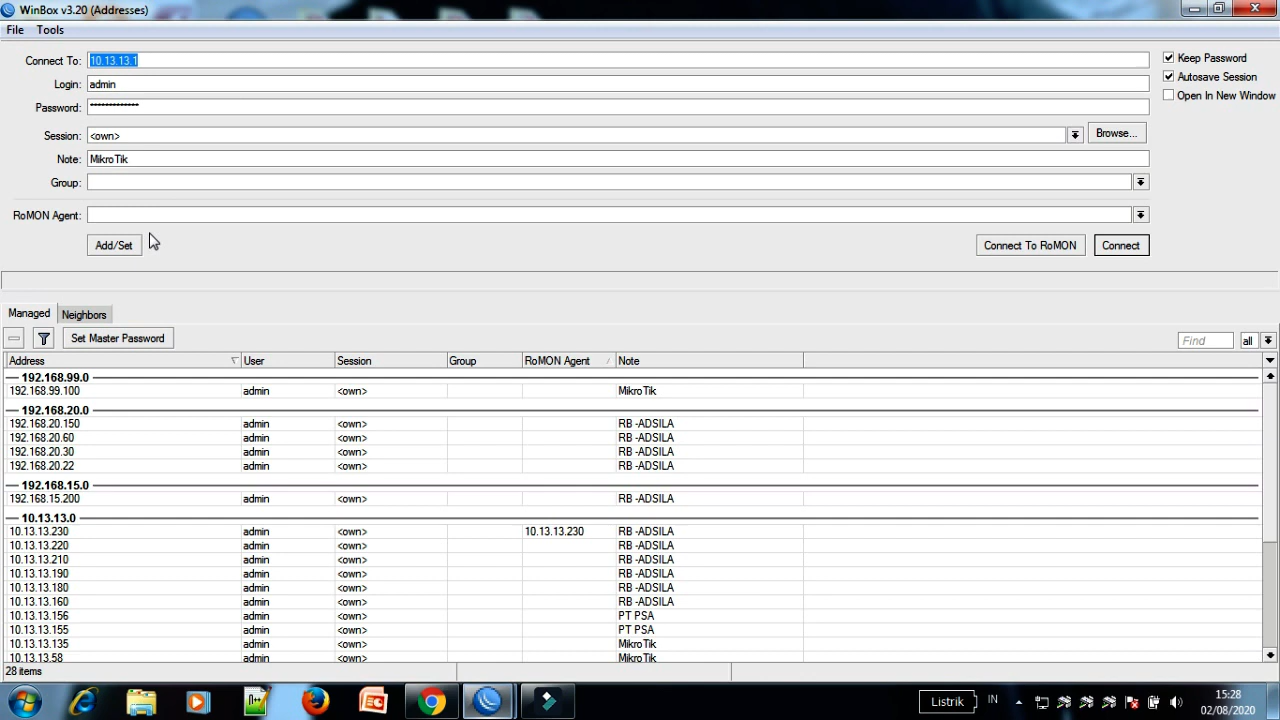 WinBox v3.20 (Addresses)
File Tools
Connect To: 10.13.13.1
Keep Password
Login: admin
Autosave Session
Open In New Window
Password: *************
Session: <own>
Browse...
Note: MikroTik
Group:
RoMON Agent:
Add/Set
Connect To RoMON
Connect
Managed Neighbors
Set Master Password
Find
all
Address User Session Group RoMON Agent Note
192.168.99.0
192.168.99.100 admin <own> MikroTik
192.168.20.0
192.168.20.150 admin <own> RB -ADSILA
192.168.20.60 admin <own> RB -ADSILA
192.168.20.30 admin <own> RB -ADSILA
192.168.20.22 admin <own> RB -ADSILA
192.168.15.0
192.168.15.200 admin <own> RB -ADSILA
10.13.13.0
10.13.13.230 admin <own> 10.13.13.230 RB -ADSILA
10.13.13.220 admin <own> RB -ADSILA
10.13.13.210 admin <own> RB -ADSILA
10.13.13.190 admin <own> RB -ADSILA
10.13.13.180 admin <own> RB -ADSILA
10.13.13.160 admin <own> RB -ADSILA
10.13.13.156 admin <own> PT PSA
10.13.13.155 admin <own> PT PSA
10.13.13.135 admin <own> MikroTik
10.13.13.58 admin <own> MikroTik
28 items
Listrik
IN
15:28
02/08/2020